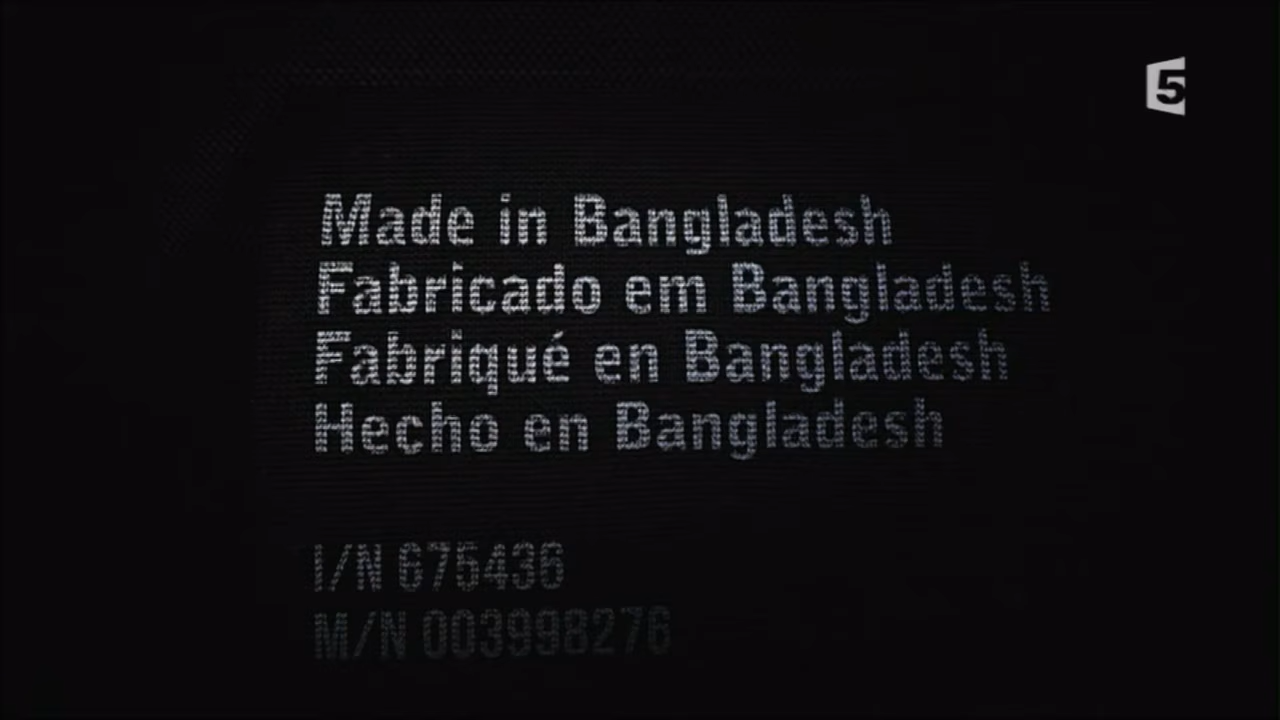 5
Made in Bangladesh
Fabricado em Bangladesh
Fabriqué en Bangladesh
Hecho en Bangladesh
I/N 675436
M/N 003998276